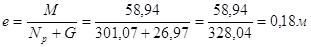 e = M / (N_p + G) = 58,94 / (301,07 + 26,97) = 58,94 / 328,04 = 0,18м